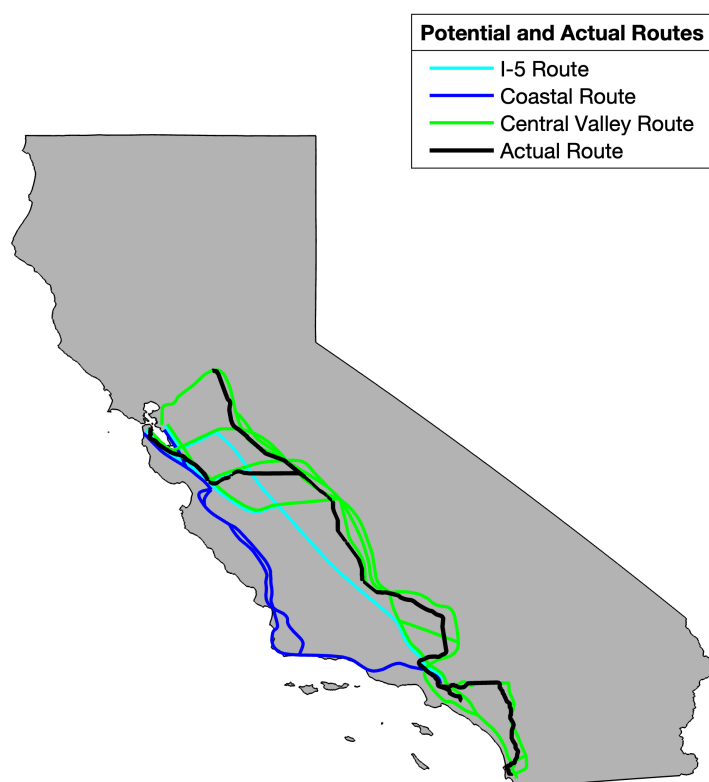 Potential and Actual Routes
I-5 Route
Coastal Route
Central Valley Route
Actual Route